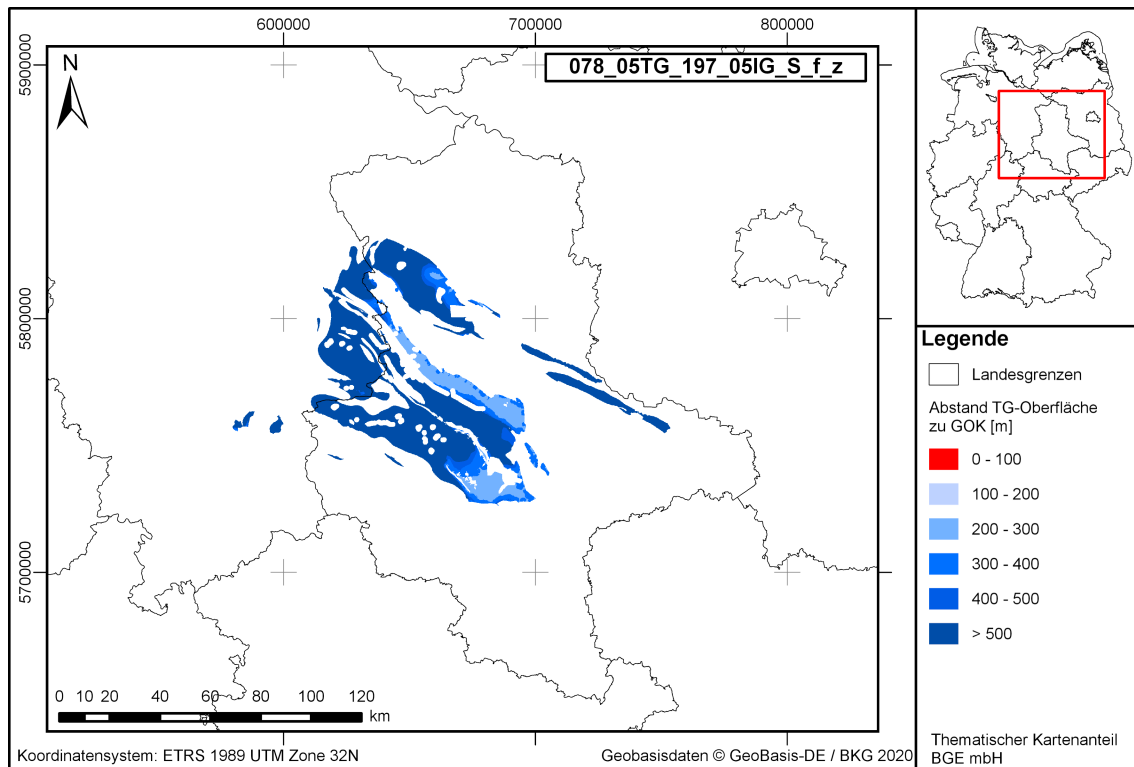 600000 700000 800000
078_05TG_197_05IG_S_f_z
N
5900000
5800000
5700000
0 10 20 40 60 80 100 120
km
Koordinatensystem: ETRS 1989 UTM Zone 32N
Geobasisdaten © GeoBasis-DE / BKG 2020
Legende
Landesgrenzen
Abstand TG-Oberfläche
zu GOK [m]
0 - 100
100 - 200
200 - 300
300 - 400
400 - 500
> 500
Thematischer Kartenanteil
BGE mbH